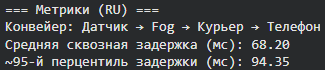 === Метрики (RU) ===
Конвейер: Датчик → Fog → Курьер → Телефон
Средняя сквозная задержка (мс): 68.20
~95-й перцентиль задержки (мс): 94.35